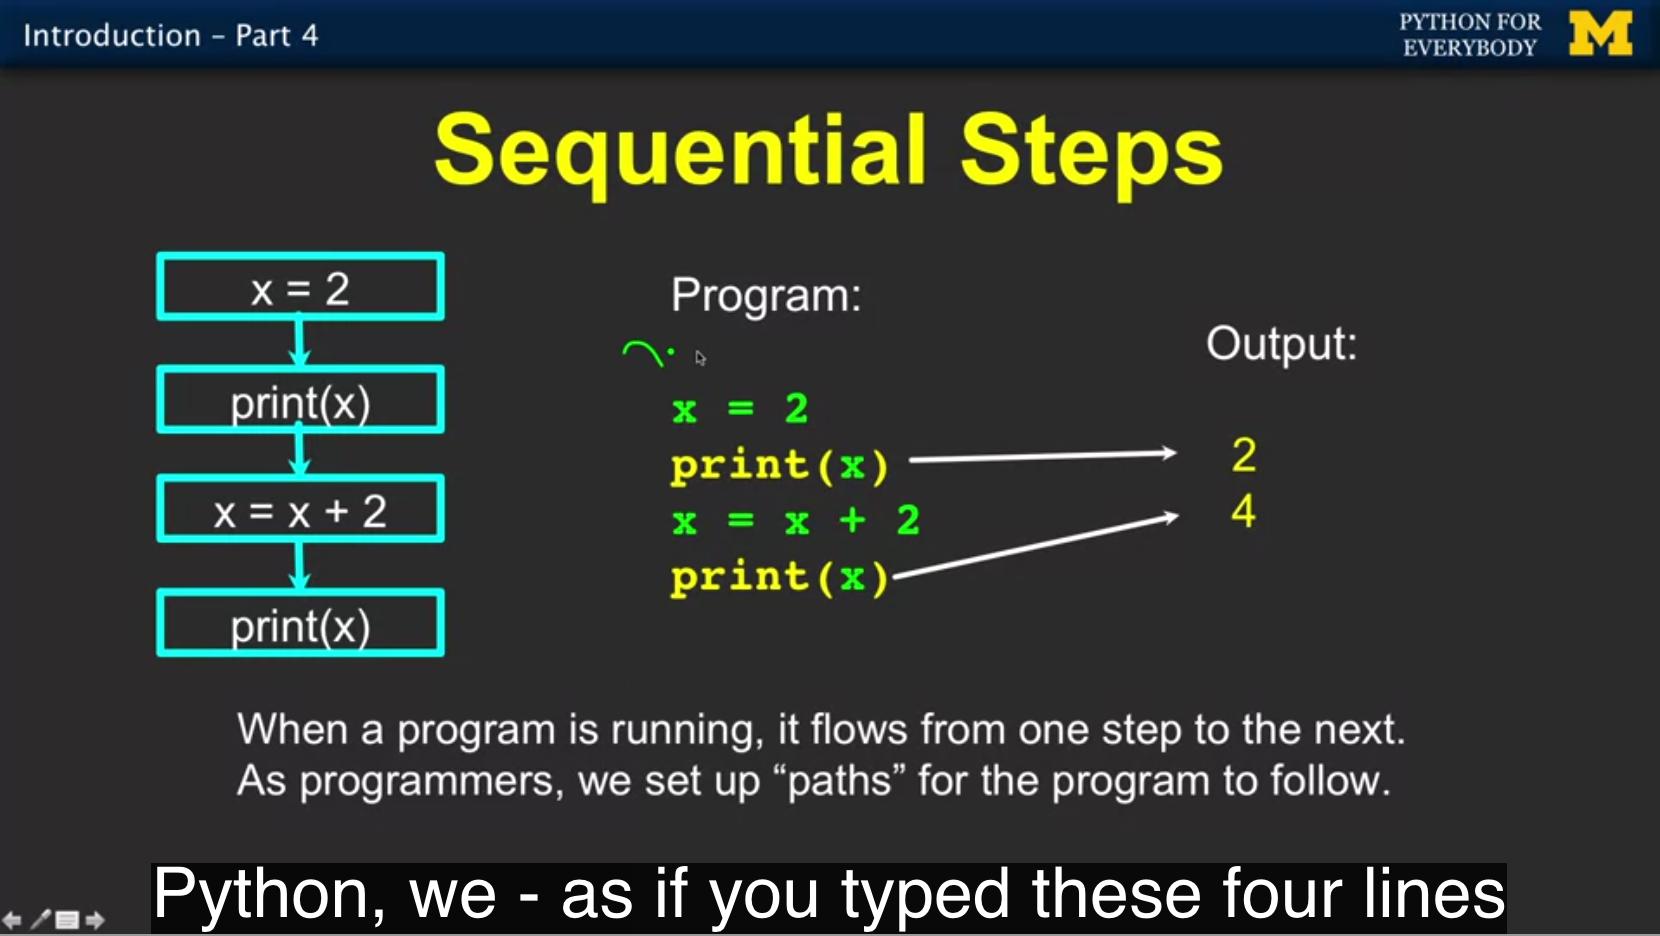 Introduction – Part 4
PYTHON FOR
EVERYBODY
M
Sequential Steps
x = 2
print(x)
x = x + 2
print(x)
Program:
x = 2
print(x)
x = x + 2
print(x)
Output:
2
4
When a program is running, it flows from one step to the next.
As programmers, we set up “paths” for the program to follow.
Python, we - as if you typed these four lines